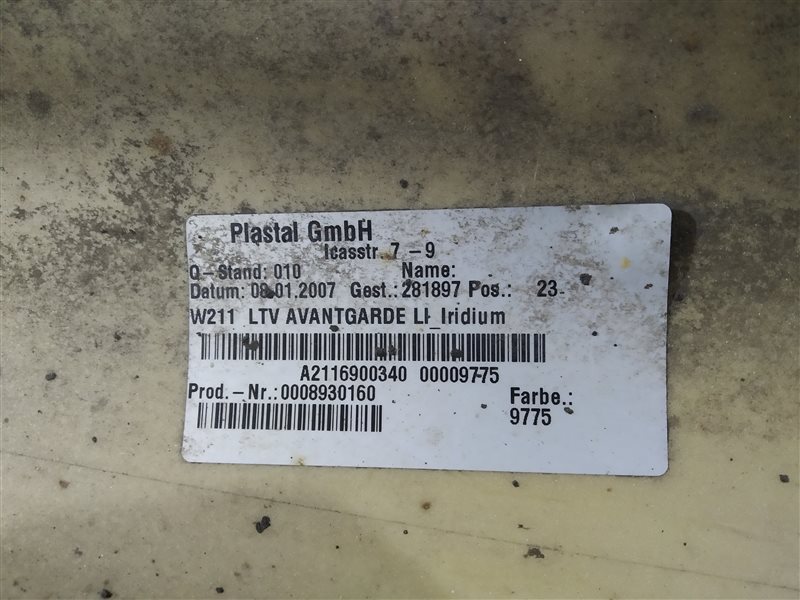 Plastal GmbH
Icasstr. 7-9
Q-Stand: 010 Name:
Datum: 08.01.2007 Gest.: 281897 Pos.: 23
W211 LTV AVANTGARDE LI_Iridium
A2116900340 00009775
Prod.-Nr.:0008930160 Farbe.:
9775